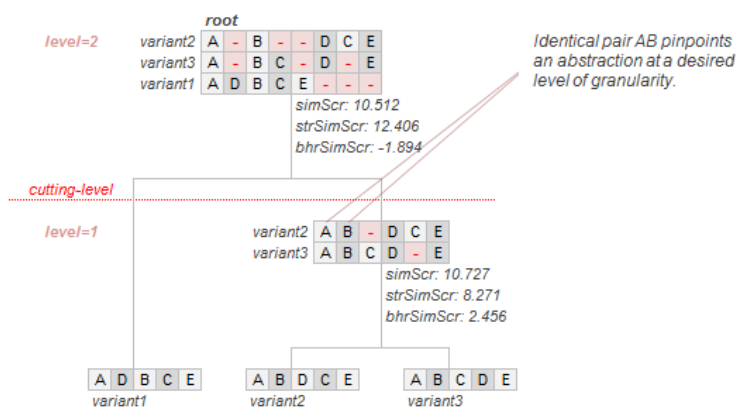 root
level=2
variant2 A - B - - D C E
variant3 A - B C - D - E
variant1 A D B C E - - -
Identical pair AB pinpoints
an abstraction at a desired
level of granularity.
simScr: 10.512
strSimScr: 12.406
bhrSimScr: -1.894
cutting-level
level=1
variant2 A B - D C E
variant3 A B C D - E
simScr: 10.727
strSimScr: 8.271
bhrSimScr: 2.456
A D B C E
variant1
A B D C E
variant2
A B C D E
variant3